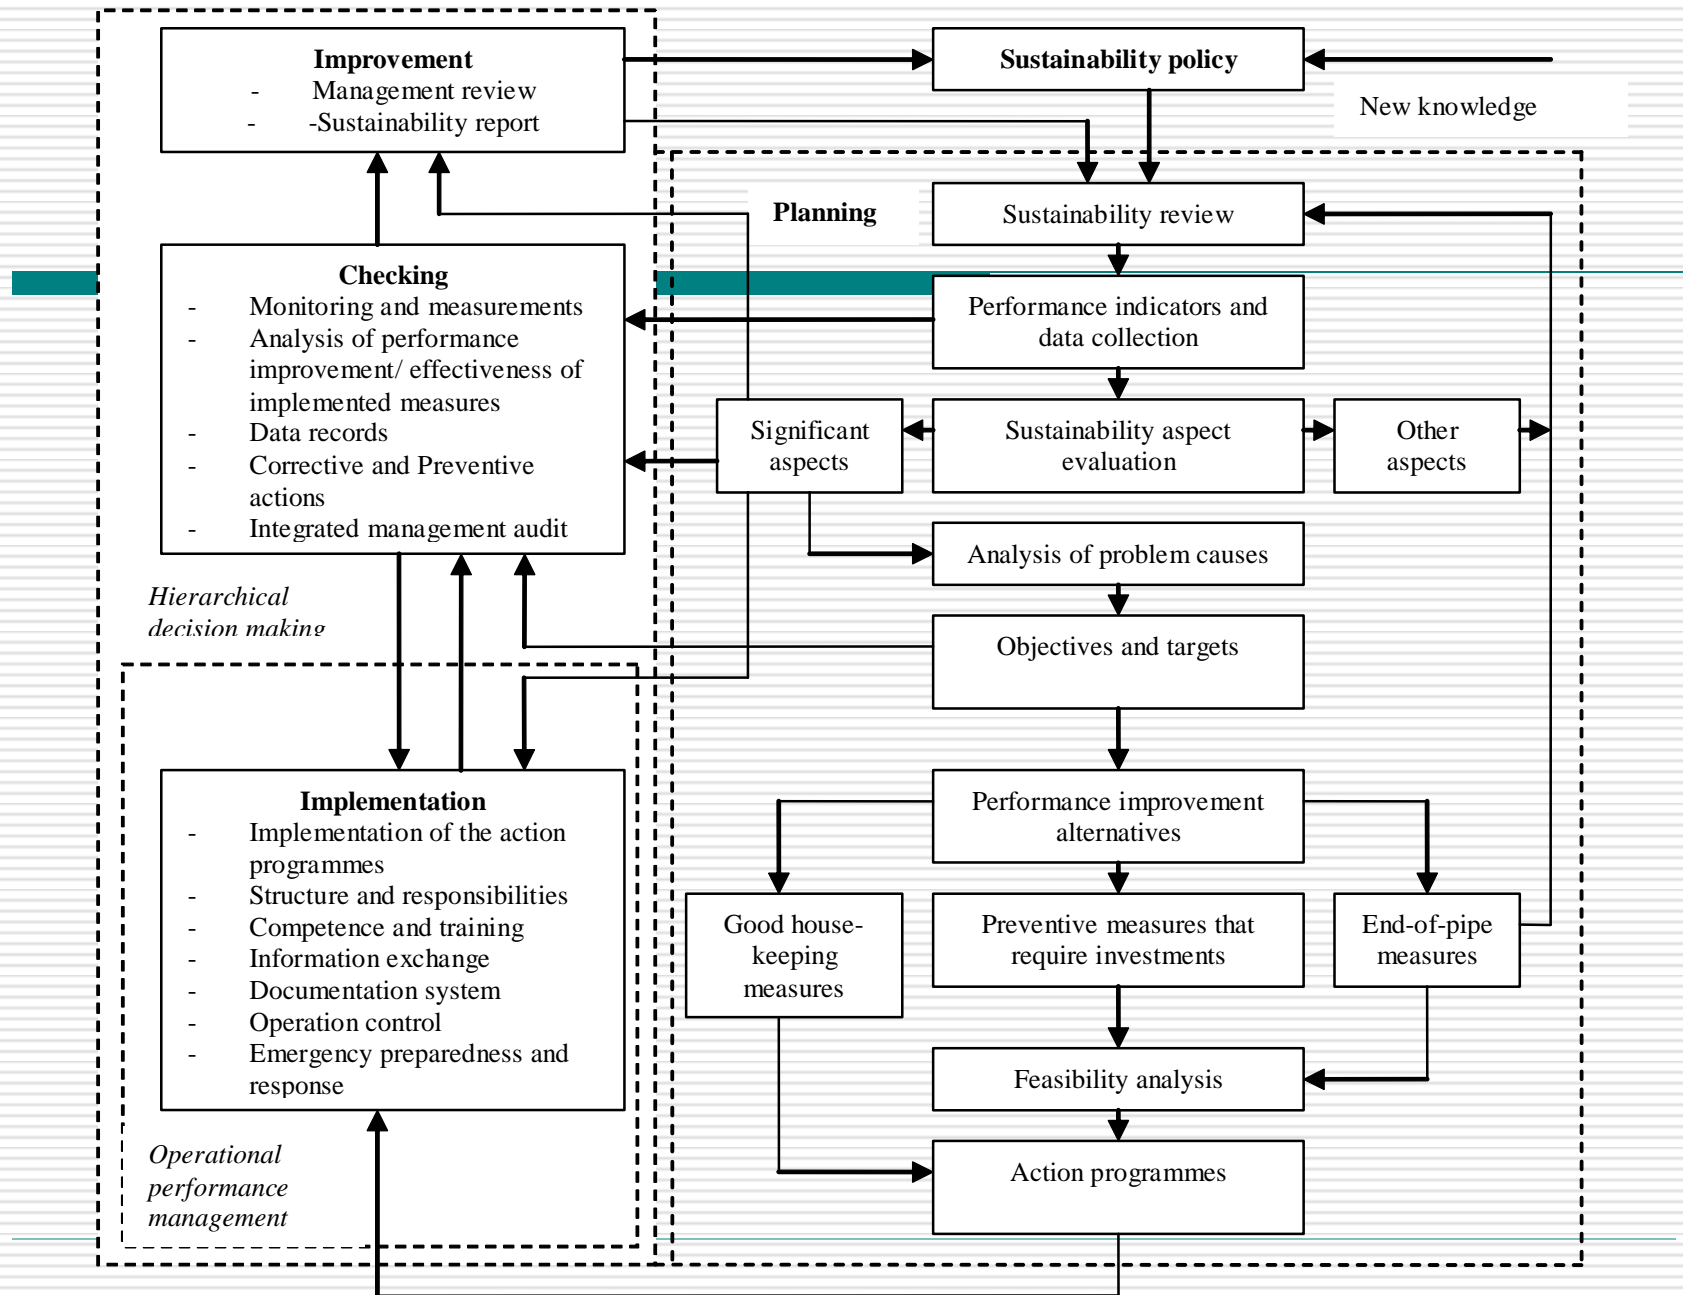 Improvement
- Management review
- -Sustainability report
Sustainability policy
New knowledge
Planning
Sustainability review
Checking
- Monitoring and measurements
- Analysis of performance
improvement/ effectiveness of
implemented measures
- Data records
- Corrective and Preventive
actions
- Integrated management audit
Performance indicators and
data collection
Significant
aspects
Sustainability aspect
evaluation
Other
aspects
Analysis of problem causes
Hierarchical
decision making
Objectives and targets
Implementation
- Implementation of the action
programmes
- Structure and responsibilities
- Competence and training
- Information exchange
- Documentation system
- Operation control
- Emergency preparedness and
response
Performance improvement
alternatives
Good house-
keeping
measures
Preventive measures that
require investments
End-of-pipe
measures
Feasibility analysis
Action programmes
Operational
performance
management